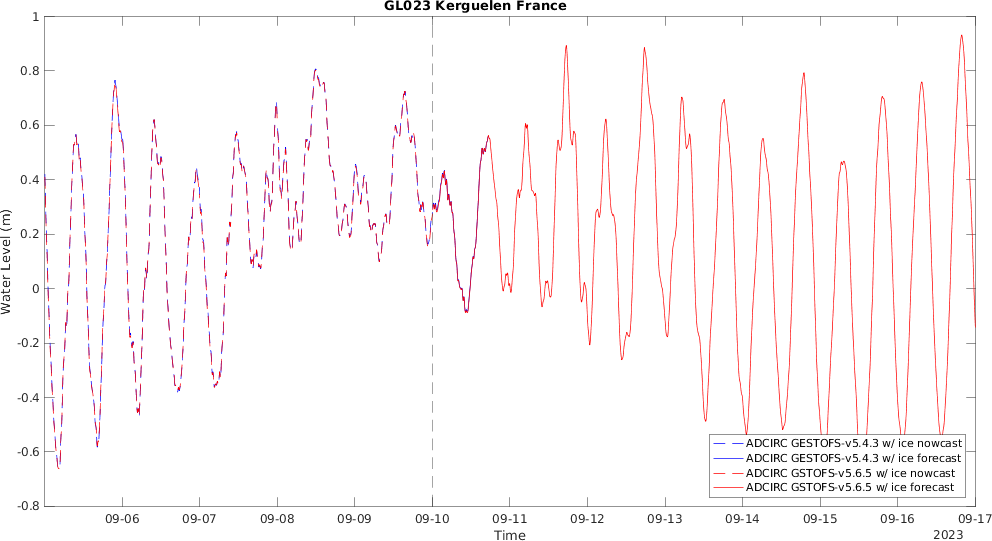 GL023 Kerguelen France
1
0.8
0.6
0.4
0.2
0
-0.2
-0.4
-0.6
-0.8
Water Level (m)
ADCIRC GESTOFS-v5.4.3 w/ ice nowcast
ADCIRC GESTOFS-v5.4.3 w/ ice forecast
ADCIRC GSTOFS-v5.6.5 w/ ice nowcast
ADCIRC GSTOFS-v5.6.5 w/ ice forecast
09-06 09-07 09-08 09-09 09-10 09-11 09-12 09-13 09-14 09-15 09-16 09-17
Time
2023